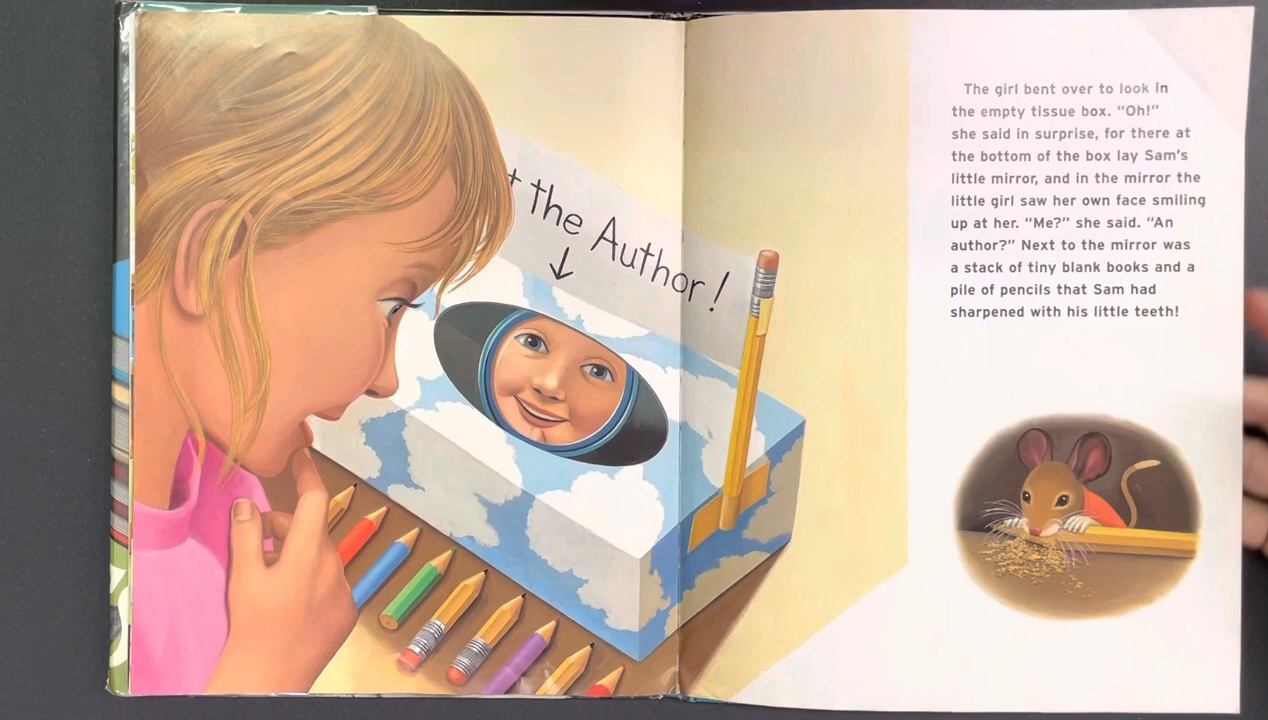 the Author!
The girl bent over to look in
the empty tissue box. “Oh!”
she said in surprise, for there at
the bottom of the box lay Sam’s
little mirror, and in the mirror the
little girl saw her own face smiling
up at her. “Me?” she said. “An
author?” Next to the mirror was
a stack of tiny blank books and a
pile of pencils that Sam had
sharpened with his little teeth!